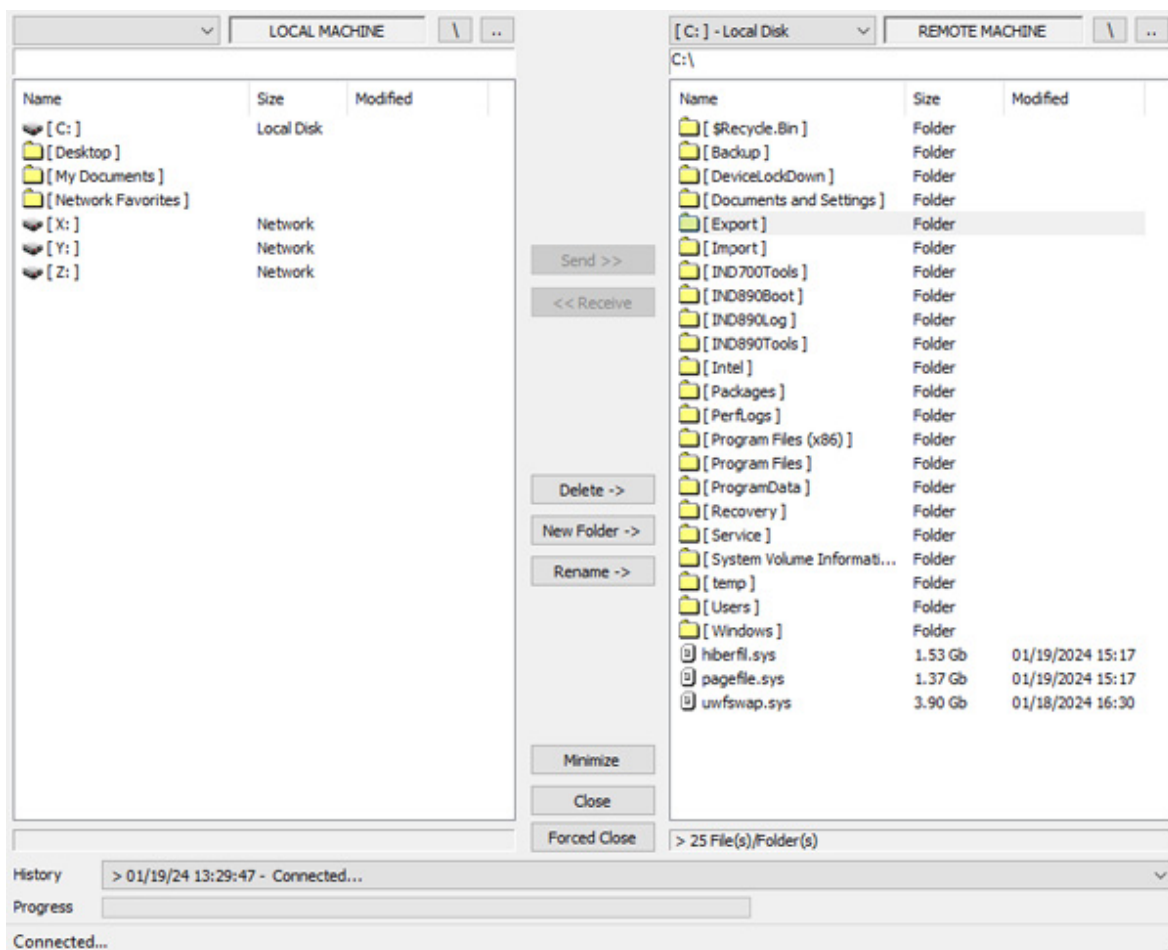 LOCAL MACHINE \ ..
[ C: ] - Local Disk REMOTE MACHINE \ ..
C:\
Name Size Modified
[ C: ] Local Disk
[ Desktop ]
[ My Documents ]
[ Network Favorites ]
[ X: ] Network
[ Y: ] Network
[ Z: ] Network
Send >>
<< Receive
Delete ->
New Folder ->
Rename ->
Minimize
Close
Forced Close
Name Size Modified
[ $Recycle.Bin ] Folder
[ Backup ] Folder
[ DeviceLockDown ] Folder
[ Documents and Settings ] Folder
[ Export ] Folder
[ Import ] Folder
[ IND700Tools ] Folder
[ IND890Boot ] Folder
[ IND890Log ] Folder
[ IND890Tools ] Folder
[ Intel ] Folder
[ Packages ] Folder
[ PerfLogs ] Folder
[ Program Files (x86) ] Folder
[ Program Files ] Folder
[ ProgramData ] Folder
[ Recovery ] Folder
[ Service ] Folder
[ System Volume Informati... Folder
[ temp ] Folder
[ Users ] Folder
[ Windows ] Folder
hiberfil.sys 1.53 Gb 01/19/2024 15:17
pagefile.sys 1.37 Gb 01/19/2024 15:17
uwfswap.sys 3.90 Gb 01/18/2024 16:30
> 25 File(s)/Folder(s)
History > 01/19/24 13:29:47 - Connected...
Progress
Connected...